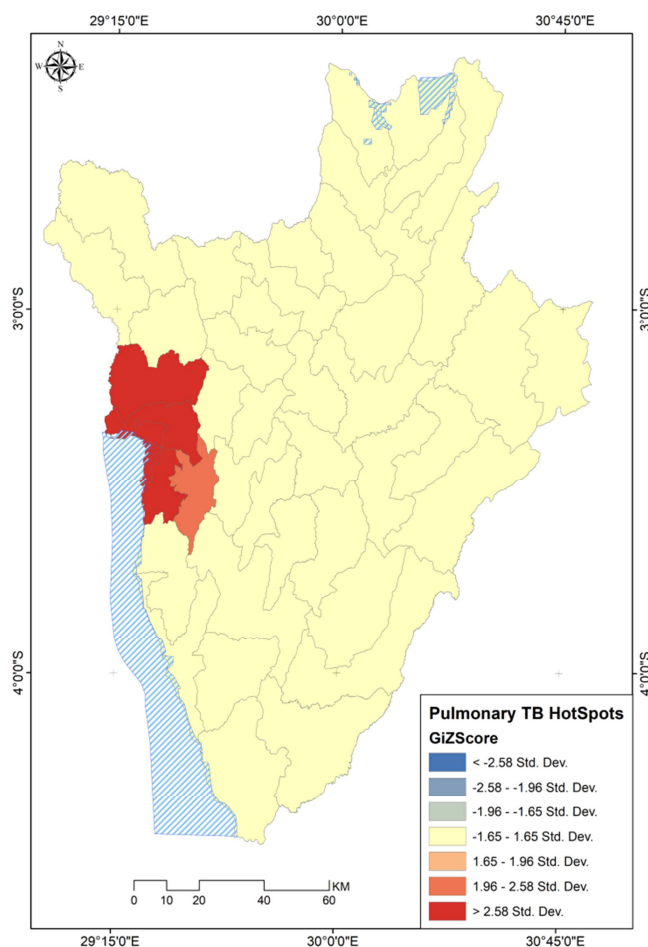 29°15'0"E 30°0'0"E 30°45'0"E
N
W E
S
3°0'0"S 3°0'0"S
4°0'0"S 4°0'0"S
Pulmonary TB HotSpots
GiZScore
< -2.58 Std. Dev.
-2.58 - -1.96 Std. Dev.
-1.96 - -1.65 Std. Dev.
-1.65 - 1.65 Std. Dev.
1.65 - 1.96 Std. Dev.
1.96 - 2.58 Std. Dev.
> 2.58 Std. Dev.
KM
0 10 20 40 60
29°15'0"E 30°0'0"E 30°45'0"E